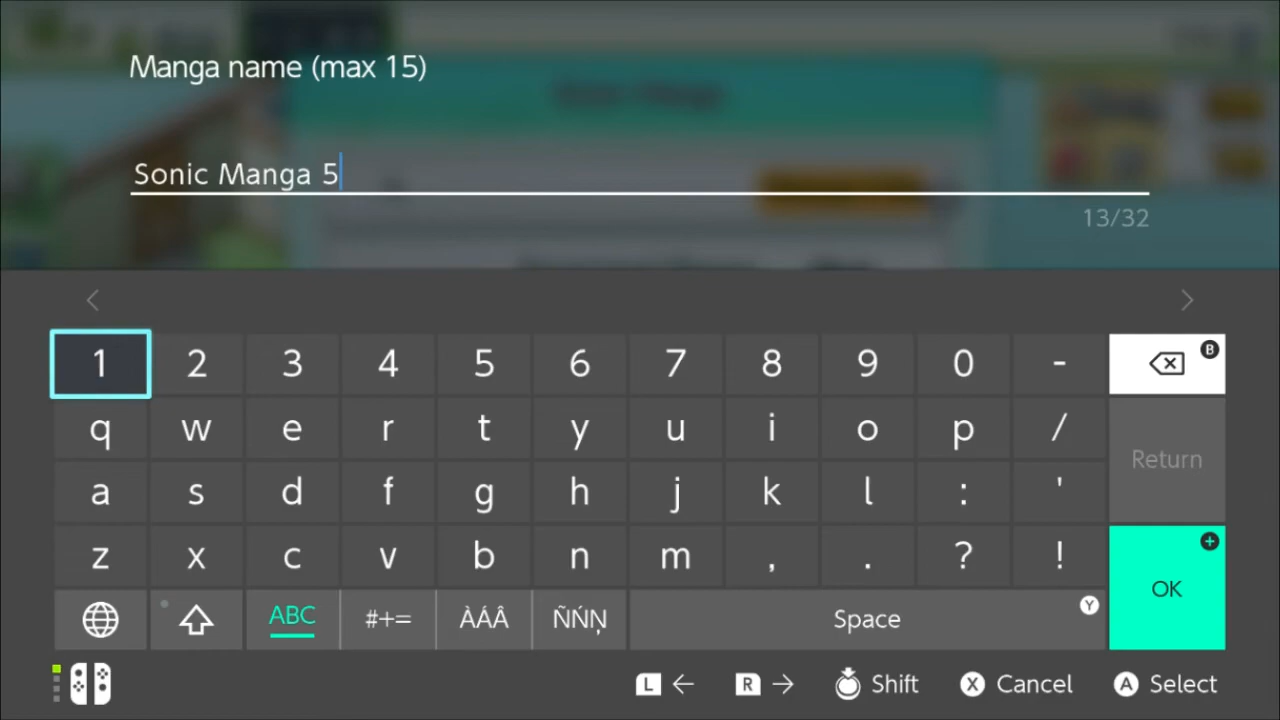 Manga name (max 15)
Sonic Manga 5
13/32
1 2 3 4 5 6 7 8 9 0 - B
q w e r t y u i o p / Return
a s d f g h j k l : '
z x c v b n m , . ? ! OK
ABC #+= ÀÁÂ ÑŃŅ Space Y
L ← R → Shift X Cancel A Select